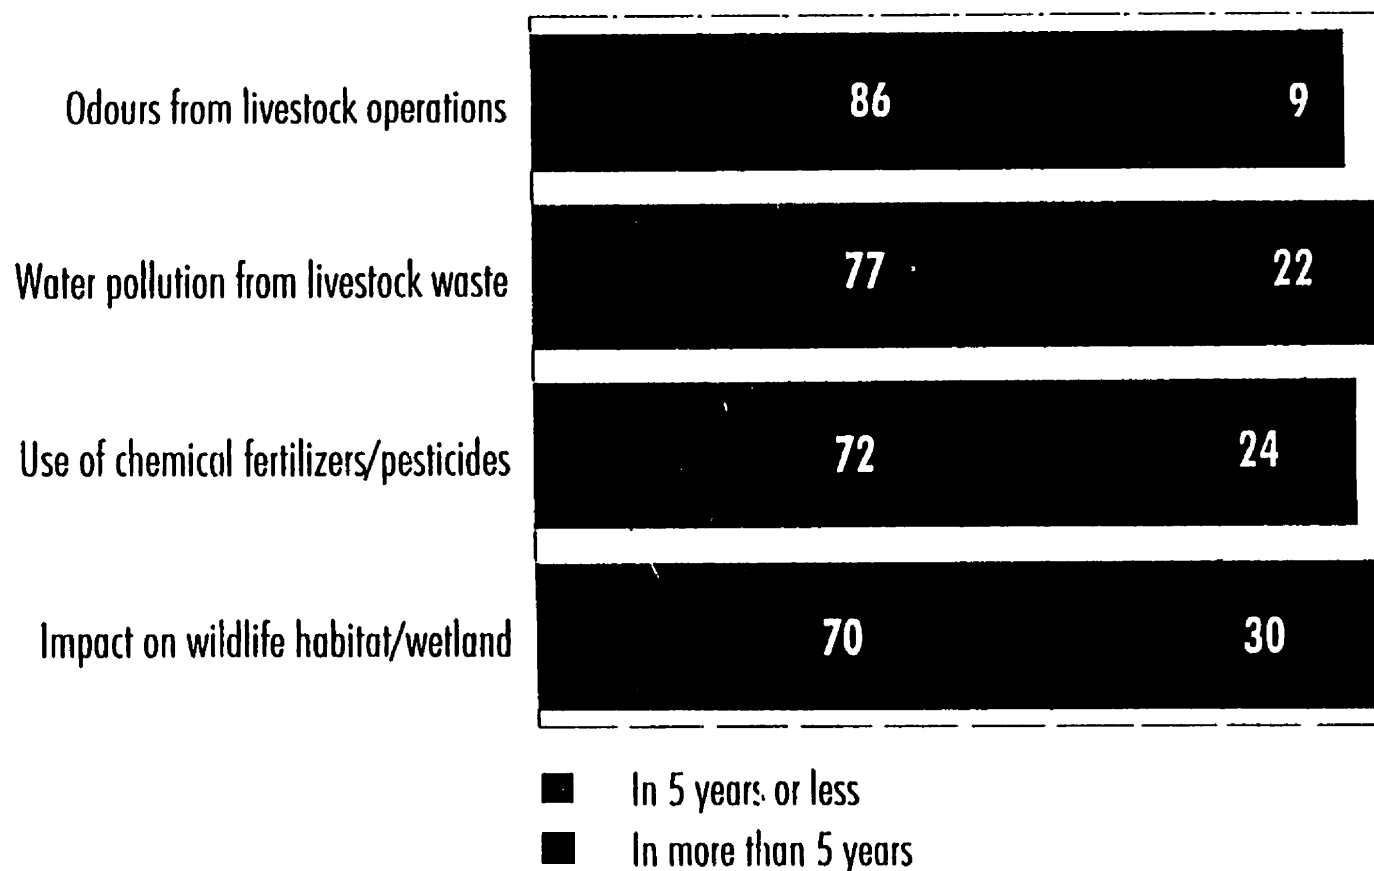 Odours from livestock operations 86 9
Water pollution from livestock waste 77 22
Use of chemical fertilizers/pesticides 72 24
Impact on wildlife habitat/wetland 70 30
In 5 years or less
In more than 5 years